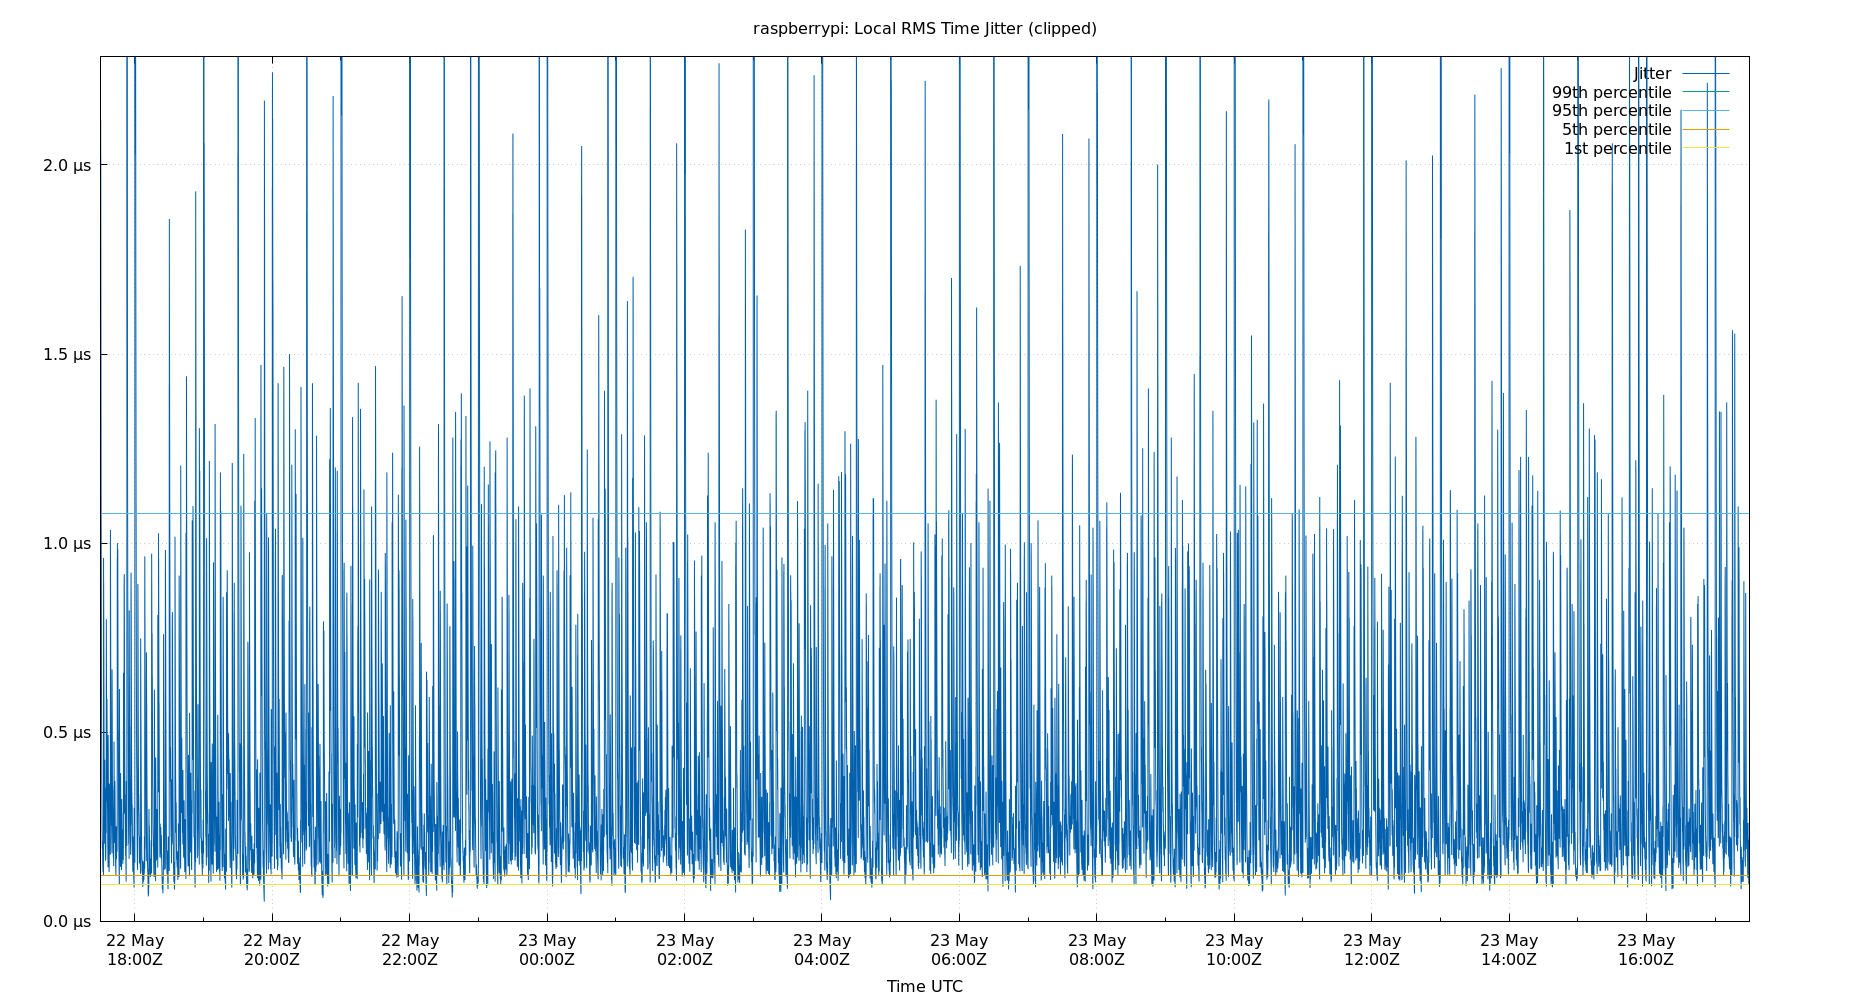 raspberrypi: Local RMS Time Jitter (clipped)
Jitter
99th percentile
95th percentile
5th percentile
1st percentile
2.0 µs
1.5 µs
1.0 µs
0.5 µs
0.0 µs
22 May 22 May 22 May 23 May 23 May 23 May 23 May 23 May 23 May 23 May 23 May 23 May
18:00Z 20:00Z 22:00Z 00:00Z 02:00Z 04:00Z 06:00Z 08:00Z 10:00Z 12:00Z 14:00Z 16:00Z
Time UTC